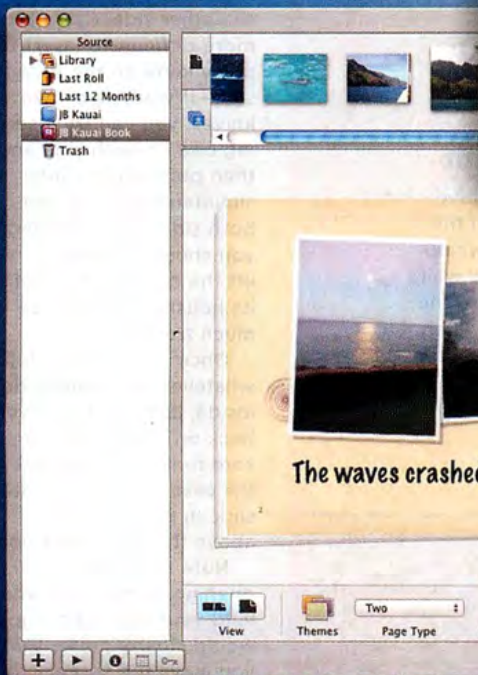 Source
Library
Last Roll
Last 12 Months
JB Kauai
JB Kauai Book
Trash
The waves crashed
2
Two
View
Themes
Page Type